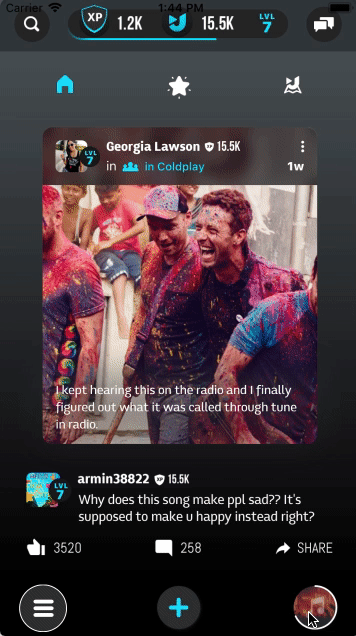 Carrier 1:44 PM
XP 1.2K 15.5K LVL 7
Georgia Lawson XP 15.5K
LVL 7
in in Coldplay 1w
I kept hearing this on the radio and I finally
figured out what it was called through tune
in radio.
armin38822 XP 15.5K
LVL 7
Why does this song make ppl sad?? It's
supposed to make u happy instead right?
3520 258 SHARE